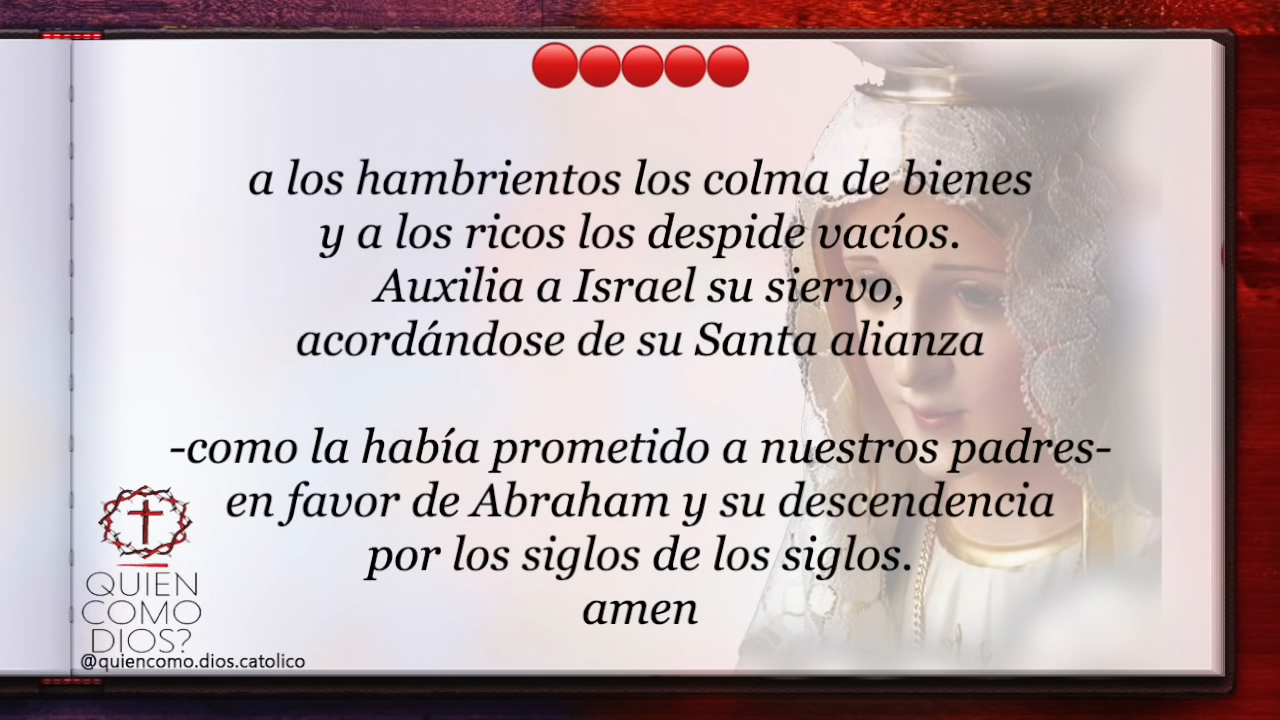 a los hambrientos los colma de bienes
y a los ricos los despide vacíos.
Auxilia a Israel su siervo,
acordándose de su Santa alianza
-como la había prometido a nuestros padres-
en favor de Abraham y su descendencia
por los siglos de los siglos.
amen
QUIEN
COMO
DIOS?
@quiencomo.dios.catolico